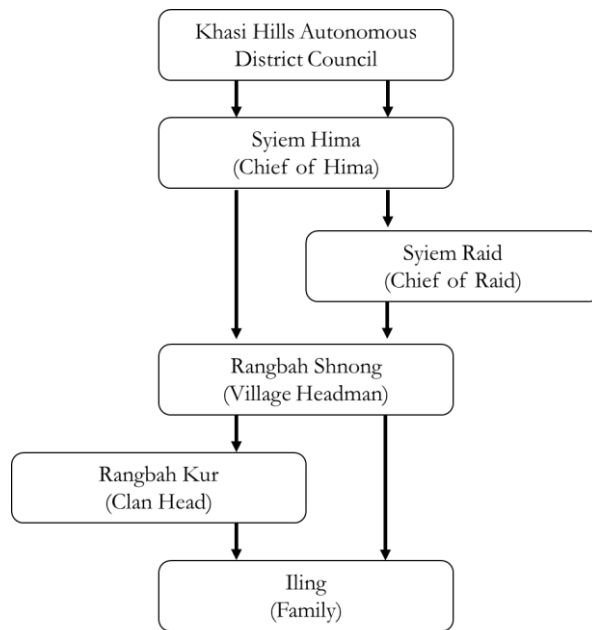 Khasi Hills Autonomous
District Council
Syiem Hima
(Chief of Hima)
Syiem Raid
(Chief of Raid)
Rangbah Shnong
(Village Headman)
Rangbah Kur
(Clan Head)
Iling
(Family)